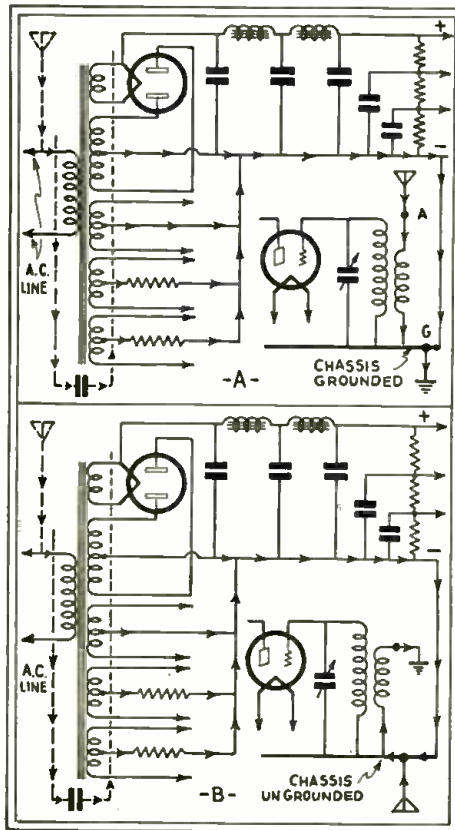 +
-
A
A.C.
LINE
G
CHASSIS
GROUNDED
-A-
+
-
A.C.
LINE
CHASSIS
UNGROUNDED
-B-